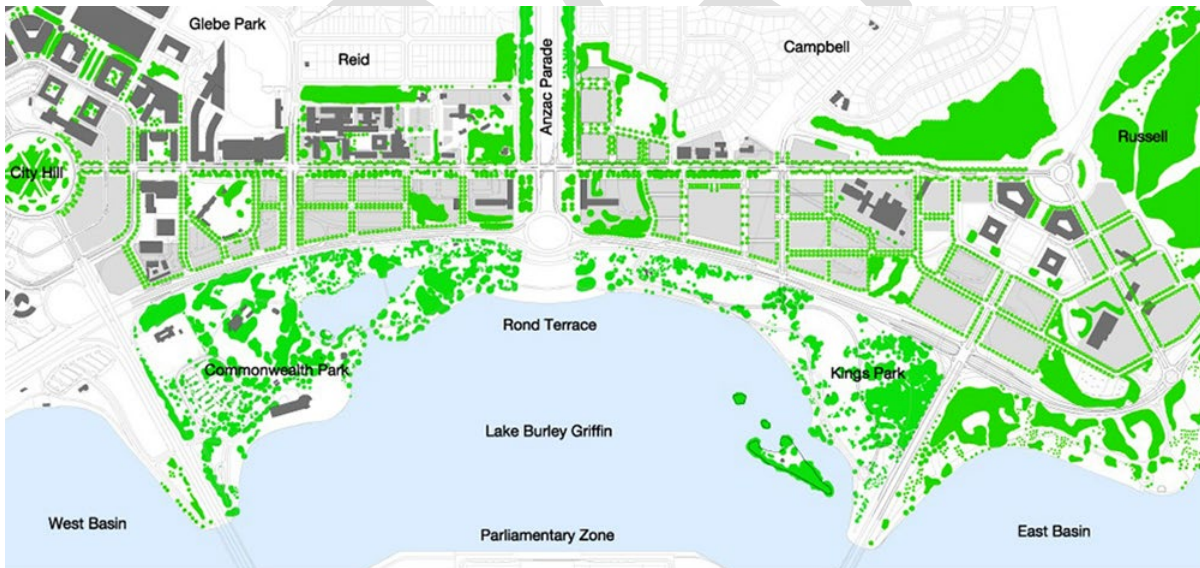 Glebe Park
Reid
Anzac Parade
Campbell
Russell
City Hill
Rond Terrace
Commonwealth Park
Kings Park
Lake Burley Griffin
West Basin
Parliamentary Zone
East Basin